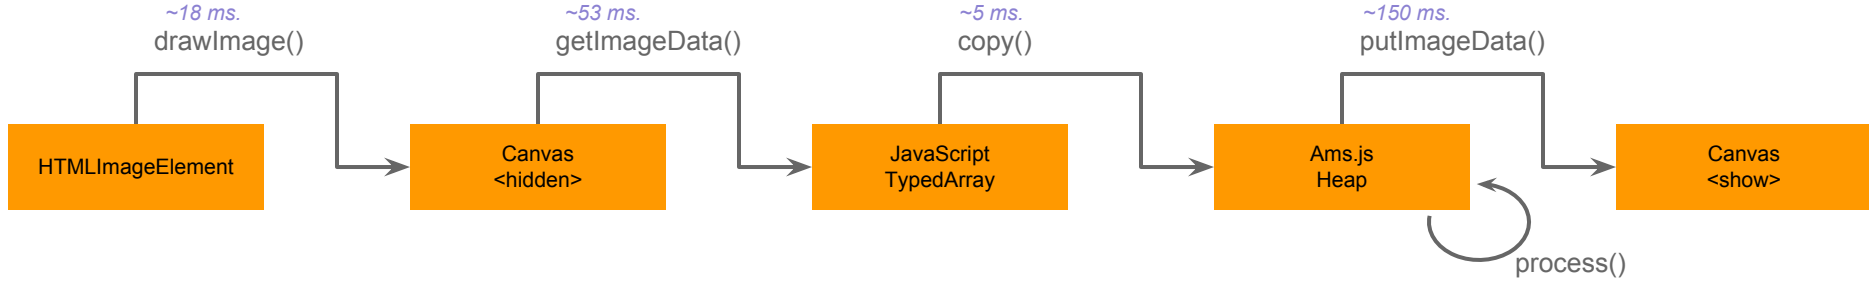 ~18 ms.
drawImage()
~53 ms.
getImageData()
~5 ms.
copy()
~150 ms.
putImageData()
HTMLImageElement
Canvas
<hidden>
JavaScript
TypedArray
Ams.js
Heap
Canvas
<show>
process()